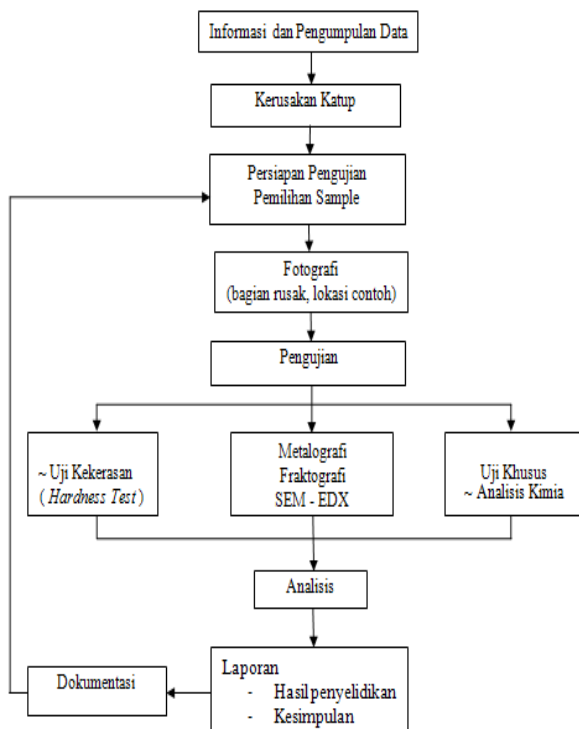 Informasi dan Pengumpulan Data
Kerusakan Katup
Persiapan Pengujian
Pemilihan Sample
Fotografi
(bagian rusak, lokasi contoh)
Pengujian
~ Uji Kekerasan
( Hardness Test )
Metalografi
Fraktografi
SEM - EDX
Uji Khusus
~ Analisis Kimia
Analisis
Laporan
- Hasil penyelidikan
- Kesimpulan
Dokumentasi